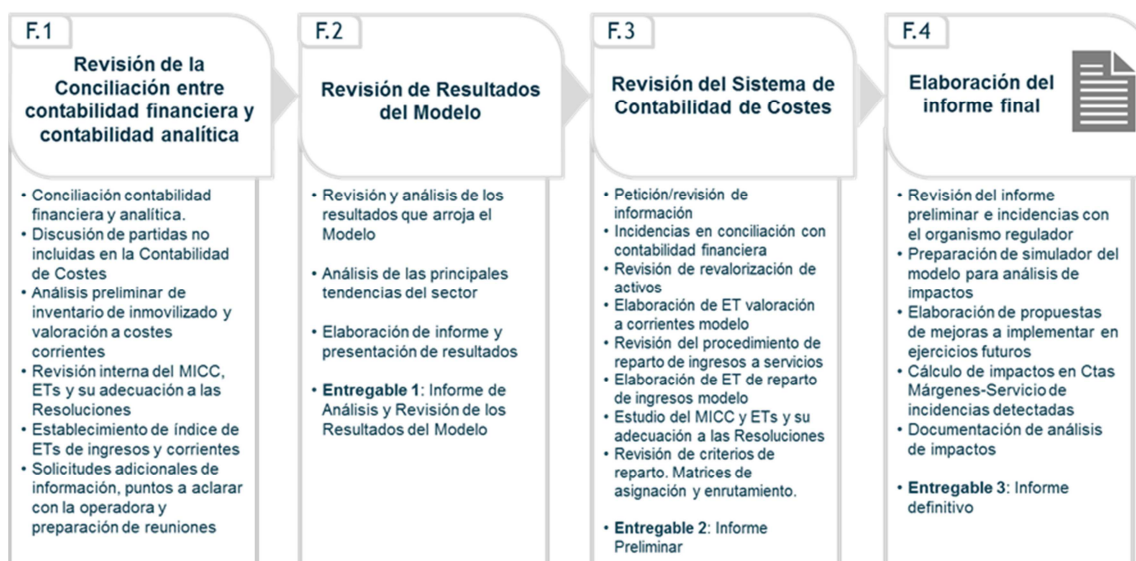 F.1
Revisión de la
Conciliación entre
contabilidad financiera y
contabilidad analítica
• Conciliación contabilidad
financiera y analítica.
• Discusión de partidas no
incluidas en la Contabilidad
de Costes
• Análisis preliminar de
inventario de inmovilizado y
valoración a costes
corrientes
• Revisión interna del MICC,
ETs y su adecuación a las
Resoluciones
• Establecimiento de índice de
ETs de ingresos y corrientes
• Solicitudes adicionales de
información, puntos a aclarar
con la operadora y
preparación de reuniones
F.2
Revisión de Resultados
del Modelo
• Revisión y análisis de los
resultados que arroja el
Modelo
• Análisis de las principales
tendencias del sector
• Elaboración de informe y
presentación de resultados
• Entregable 1: Informe de
Análisis y Revisión de los
Resultados del Modelo
F.3
Revisión del Sistema de
Contabilidad de Costes
• Petición/revisión de
información
• Incidencias en conciliación con
contabilidad financiera
• Revisión de revalorización de
activos
• Elaboración de ET valoración
a corrientes modelo
• Revisión del procedimiento de
reparto de ingresos a servicios
• Elaboración de ET de reparto
de ingresos modelo
• Estudio del MICC y ETs y su
adecuación a las Resoluciones
• Revisión de criterios de
reparto. Matrices de
asignación y enrutamiento.
• Entregable 2: Informe
Preliminar
F.4
Elaboración del
informe final
• Revisión del informe
preliminar e incidencias con
el organismo regulador
• Preparación de simulador del
modelo para análisis de
impactos
• Elaboración de propuestas
de mejoras a implementar en
ejercicios futuros
• Cálculo de impactos en Ctas
Márgenes-Servicio de
incidencias detectadas
• Documentación de análisis
de impactos
• Entregable 3: Informe
definitivo